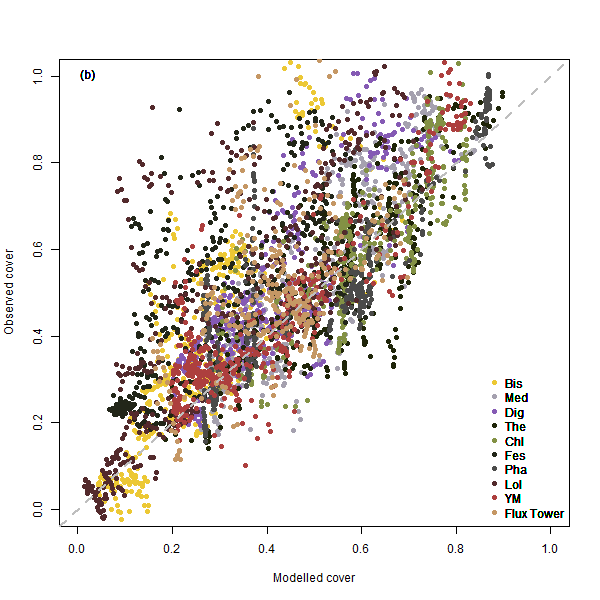 (b)
Observed cover
1.0
0.8
0.6
0.4
0.2
0.0
Bis
Med
Dig
The
Chl
Fes
Pha
Lol
YM
Flux Tower
0.0 0.2 0.4 0.6 0.8 1.0
Modelled cover